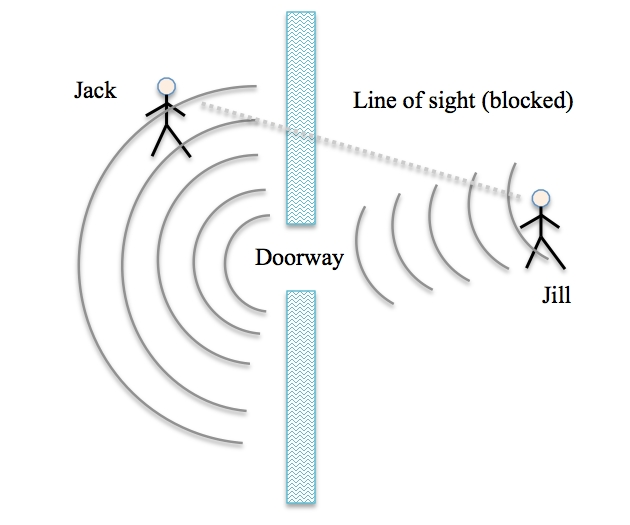 Jack
Line of sight (blocked)
Doorway
Jill